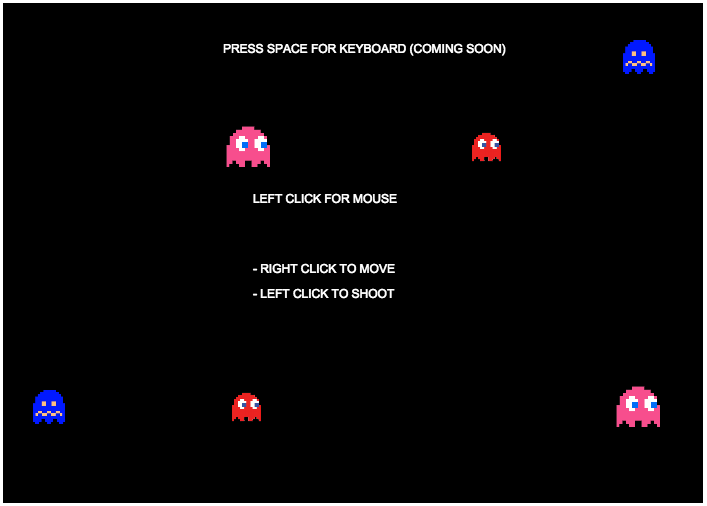 PRESS SPACE FOR KEYBOARD (COMING SOON)
LEFT CLICK FOR MOUSE
- RIGHT CLICK TO MOVE
- LEFT CLICK TO SHOOT